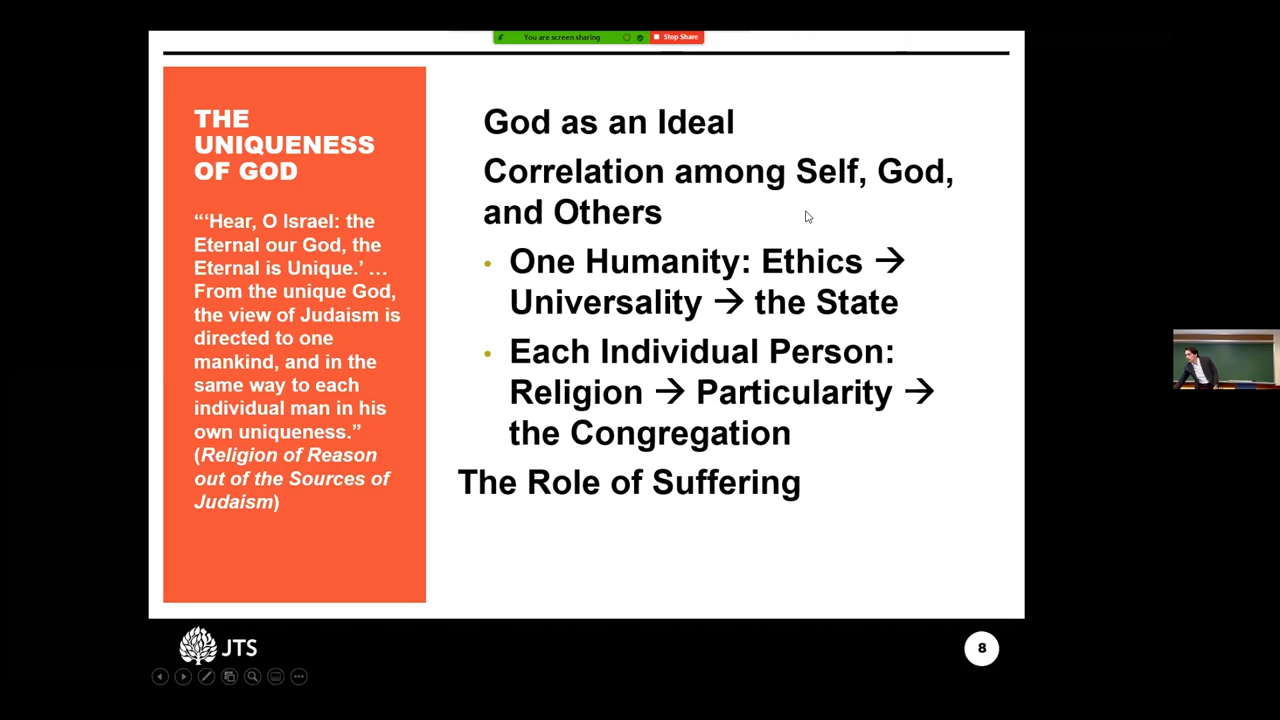 You are screen sharing
Stop Share
THE
UNIQUENESS
OF GOD
“‘Hear, O Israel: the
Eternal our God, the
Eternal is Unique.’ …
From the unique God,
the view of Judaism is
directed to one
mankind, and in the
same way to each
individual man in his
own uniqueness.”
(Religion of Reason
out of the Sources of
Judaism)
God as an Ideal
Correlation among Self, God,
and Others
• One Humanity: Ethics →
Universality → the State
• Each Individual Person:
Religion → Particularity →
the Congregation
The Role of Suffering
JTS
8